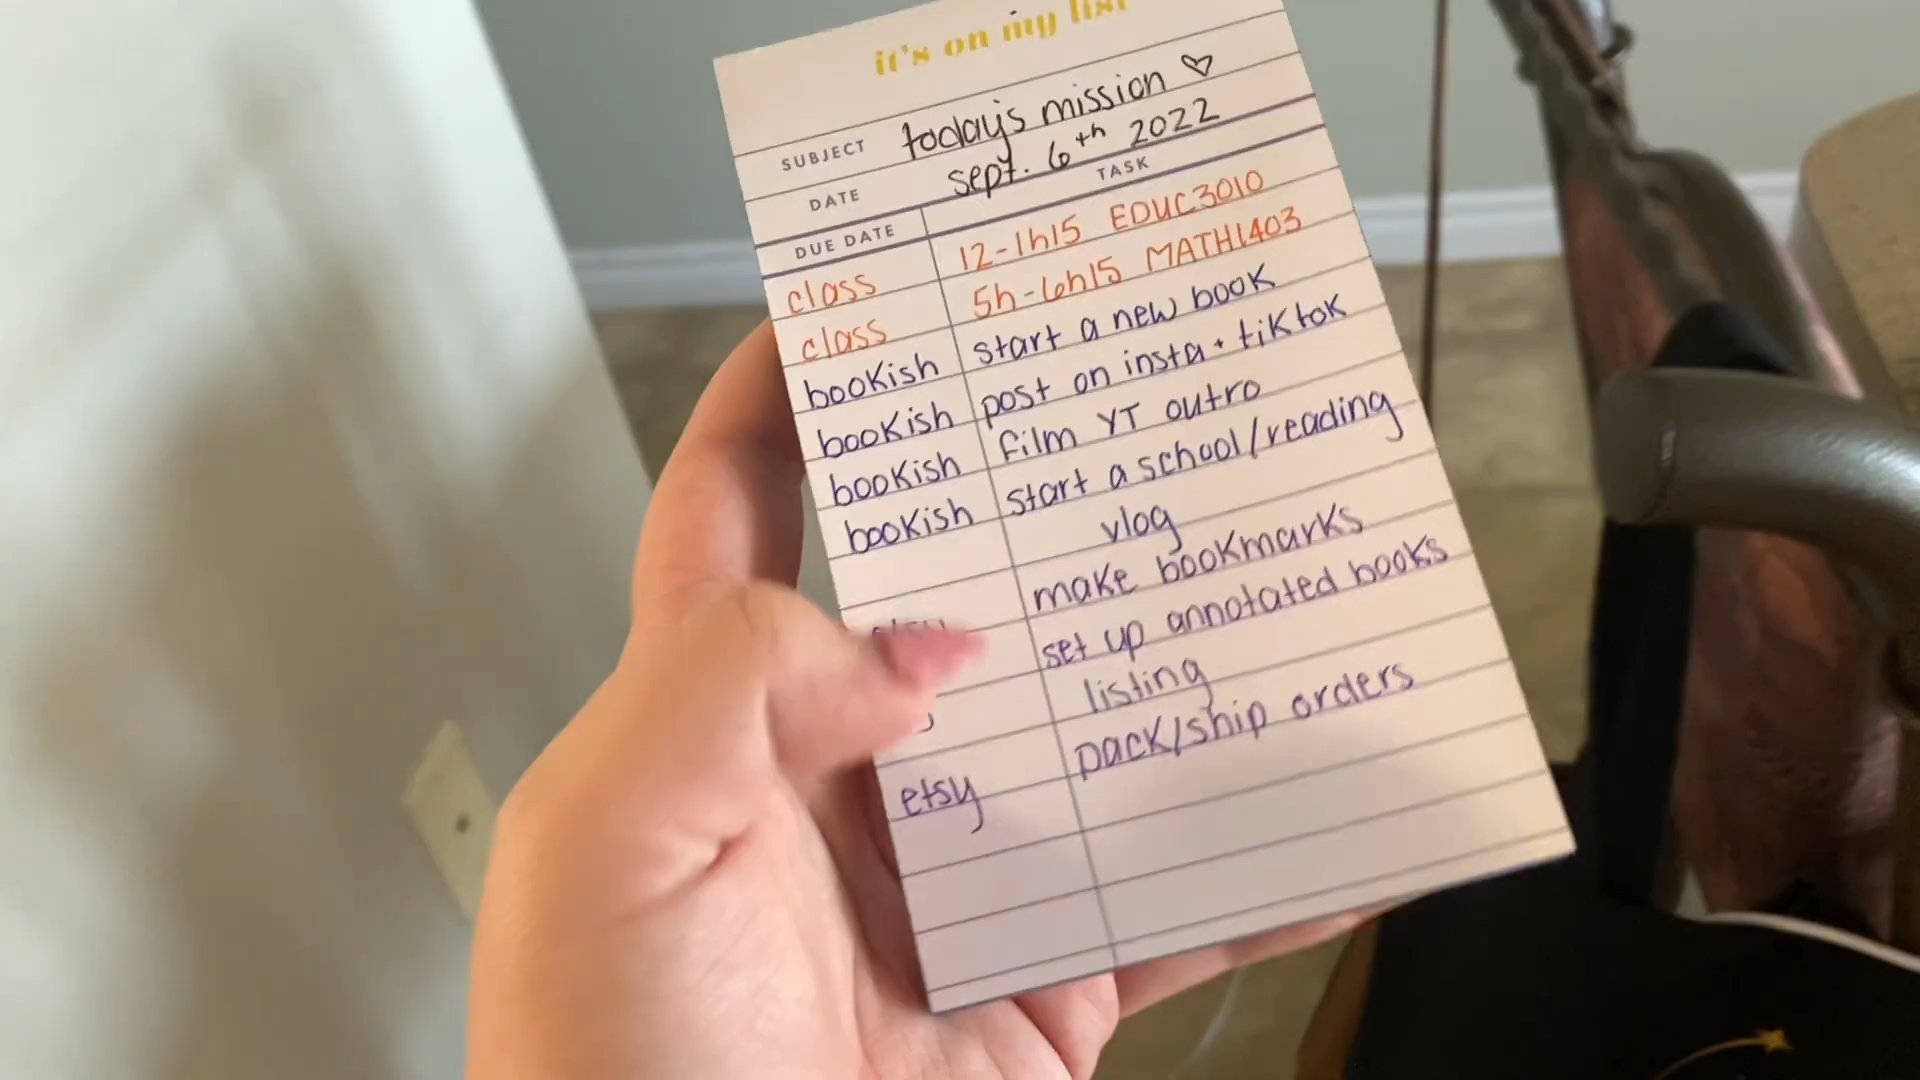 it's on my list
SUBJECT today's mission ♡
DATE sept. 6th 2022
DUE DATE TASK
class 12-1h15 EDUC3010
class 5h-6h15 MATH1403
bookish start a new book
bookish post on insta + tiktok
bookish film YT outro
bookish start a school/reading
vlog
make bookmarks
set up annotated books
listing
etsy pack/ship orders